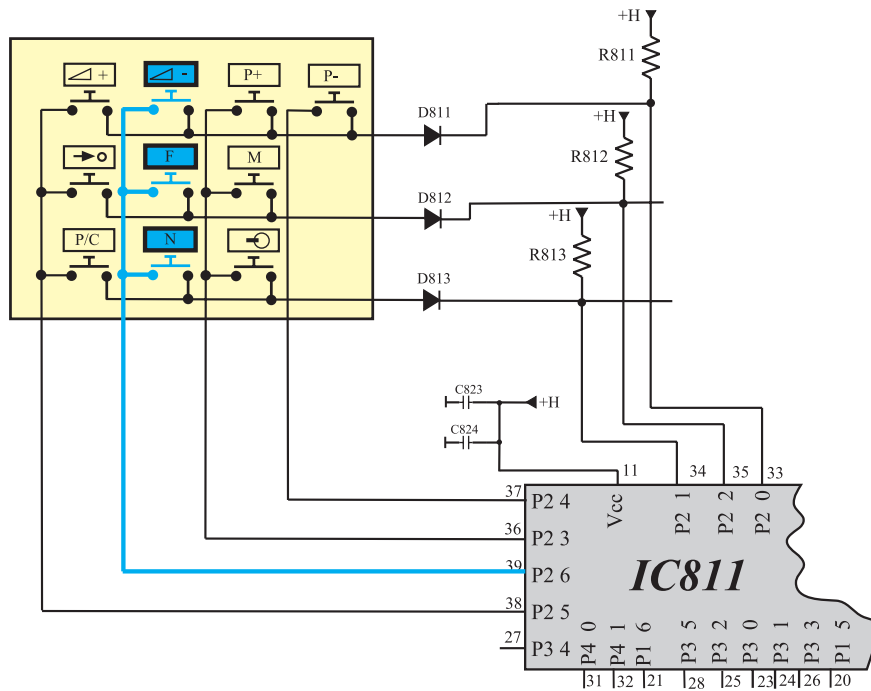 +H
R811
+
-
P+
P-
D811
+H
R812
F
M
D812
+H
R813
P/C
N
D813
C823
+H
C824
11
34
35
33
37
P2 4
Vcc
P2 1
P2 2
P2 0
36
P2 3
39
P2 6
IC811
38
P2 5
27
P3 4
P4 0
P4 1
P1 6
P3 5
P3 2
P3 0
P3 1
P3 3
P1 5
31
32
21
28
25
23
24
26
20